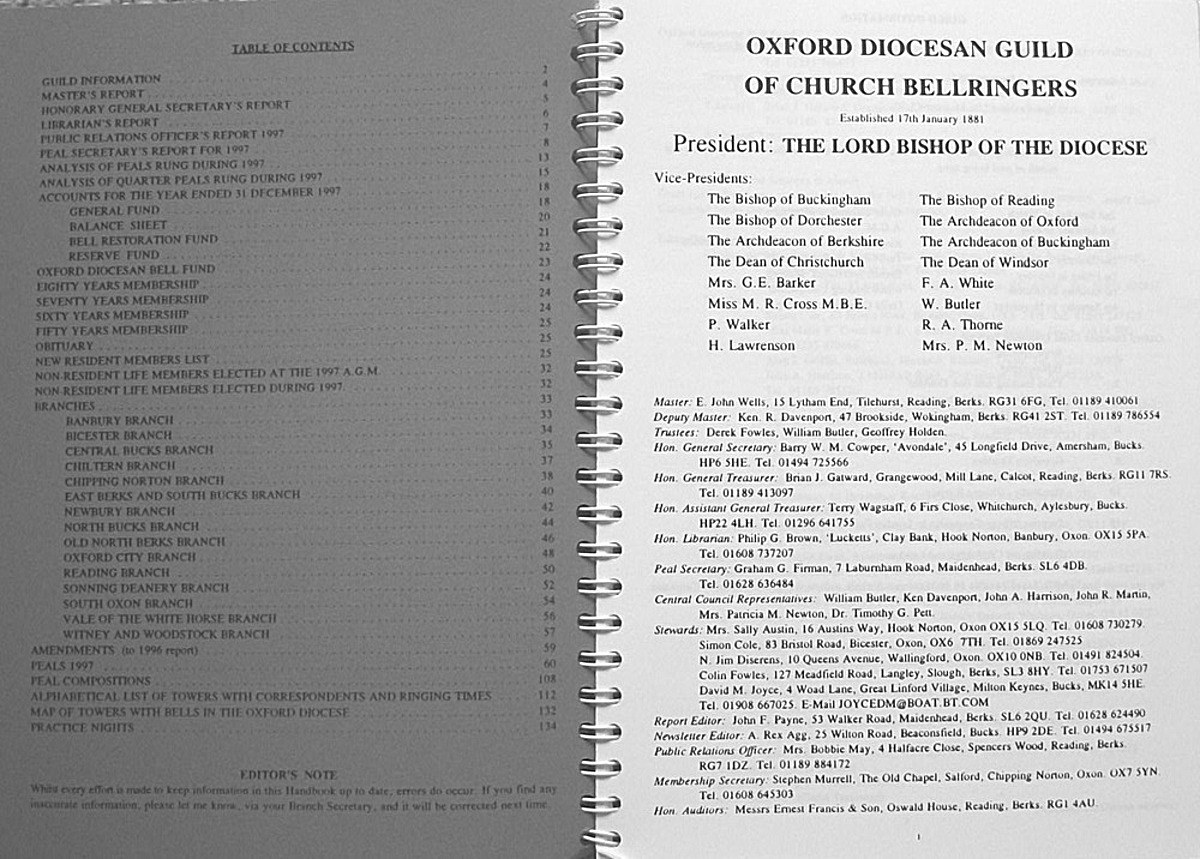 TABLE OF CONTENTS
GUILD INFORMATION 2
MASTER'S REPORT 4
HONORARY GENERAL SECRETARY'S REPORT 5
LIBRARIAN'S REPORT 6
PUBLIC RELATIONS OFFICER'S REPORT 1997 7
PEAL SECRETARY'S REPORT FOR 1997 8
ANALYSIS OF PEALS RUNG DURING 1997 13
ANALYSIS OF QUARTER PEALS RUNG DURING 1997 15
ACCOUNTS FOR THE YEAR ENDED 31 DECEMBER 1997 18
GENERAL FUND 18
BALANCE SHEET 20
BELL RESTORATION FUND 21
RESERVE FUND 22
OXFORD DIOCESAN BELL FUND 23
EIGHTY YEARS MEMBERSHIP 24
SEVENTY YEARS MEMBERSHIP 24
SIXTY YEARS MEMBERSHIP 24
FIFTY YEARS MEMBERSHIP 25
OBITUARY 25
NEW RESIDENT MEMBERS LIST 25
NON-RESIDENT LIFE MEMBERS ELECTED AT THE 1997 A.G.M. 32
NON-RESIDENT LIFE MEMBERS ELECTED DURING 1997 32
BRANCHES 33
BANBURY BRANCH 33
BICESTER BRANCH 34
CENTRAL BUCKS BRANCH 35
CHILTERN BRANCH 37
CHIPPING NORTON BRANCH 38
EAST BERKS AND SOUTH BUCKS BRANCH 40
NEWBURY BRANCH 42
NORTH BUCKS BRANCH 44
OLD NORTH BERKS BRANCH 46
OXFORD CITY BRANCH 48
READING BRANCH 50
SONNING DEANERY BRANCH 52
SOUTH OXON BRANCH 54
VALE OF THE WHITE HORSE BRANCH 56
WITNEY AND WOODSTOCK BRANCH 57
AMENDMENTS (to 1996 report) 59
PEALS 1997 60
PEAL COMPOSITIONS 108
ALPHABETICAL LIST OF TOWERS WITH CORRESPONDENTS AND RINGING TIMES 112
MAP OF TOWERS WITH BELLS IN THE OXFORD DIOCESE 132
PRACTICE NIGHTS 134
EDITOR'S NOTE
Whilst every effort is made to keep information in this Handbook up to date, errors do occur. If you find any
inaccurate information, please let me know, via your Branch Secretary, and it will be corrected next time.
OXFORD DIOCESAN GUILD
OF CHURCH BELLRINGERS
Established 17th January 1881
President: THE LORD BISHOP OF THE DIOCESE
Vice-Presidents:
The Bishop of Buckingham The Bishop of Reading
The Bishop of Dorchester The Archdeacon of Oxford
The Archdeacon of Berkshire The Archdeacon of Buckingham
The Dean of Christchurch The Dean of Windsor
Mrs. G.E. Barker F. A. White
Miss M. R. Cross M.B.E. W. Butler
P. Walker R. A. Thorne
H. Lawrenson Mrs. P. M. Newton
Master: E. John Wells, 15 Lytham End, Tilehurst, Reading, Berks. RG31 6FG, Tel. 01189 410061
Deputy Master: Ken. R. Davenport, 47 Brookside, Wokingham, Berks. RG41 2ST. Tel. 01189 786554
Trustees: Derek Fowles, William Butler, Geoffrey Holden.
Hon. General Secretary: Barry W. M. Cowper, 'Avondale', 45 Longfield Drive, Amersham, Bucks.
HP6 5HE. Tel. 01494 725566
Hon. General Treasurer: Brian J. Gatward, Grangewood, Mill Lane, Calcot, Reading, Berks. RG11 7RS.
Tel. 01189 413097
Hon. Assistant General Treasurer: Terry Wagstaff, 6 Firs Close, Whitchurch, Aylesbury, Bucks.
HP22 4LH. Tel. 01296 641755
Hon. Librarian: Philip G. Brown, 'Lucketts', Clay Bank, Hook Norton, Banbury, Oxon. OX15 5PA.
Tel. 01608 737207
Peal Secretary: Graham G. Firman, 7 Laburnham Road, Maidenhead, Berks. SL6 4DB.
Tel. 01628 636484
Central Council Representatives: William Butler, Ken Davenport, John A. Harrison, John R. Martin,
Mrs. Patricia M. Newton, Dr. Timothy G. Pett.
Stewards: Mrs. Sally Austin, 16 Austins Way, Hook Norton, Oxon OX15 5LQ. Tel. 01608 730279.
Simon Cole, 83 Bristol Road, Bicester, Oxon, OX6 7TH. Tel. 01869 247525
N. Jim Diserens, 10 Queens Avenue, Wallingford, Oxon. OX10 0NB. Tel. 01491 824504.
Colin Fowles, 127 Meadfield Road, Langley, Slough, Berks, SL3 8HY. Tel. 01753 671507
David M. Joyce, 4 Woad Lane, Great Linford Village, Milton Keynes, Bucks, MK14 5HE.
Tel. 01908 667025. E-Mail JOYCEDM@BOAT.BT.COM
Report Editor: John F. Payne, 53 Walker Road, Maidenhead, Berks. SL6 2QU. Tel. 01628 624490
Newsletter Editor: A. Rex Agg, 25 Wilton Road, Beaconsfield, Bucks. HP9 2DE. Tel. 01494 675517
Public Relations Officer: Mrs. Bobbie May, 4 Halfacre Close, Spencers Wood, Reading, Berks.
RG7 1DZ. Tel. 01189 884172
Membership Secretary: Stephen Murrell, The Old Chapel, Salford, Chipping Norton, Oxon. OX7 5YN.
Tel. 01608 645303
Hon. Auditors: Messrs Ernest Francis & Son, Oswald House, Reading, Berks. RG1 4AU.
1